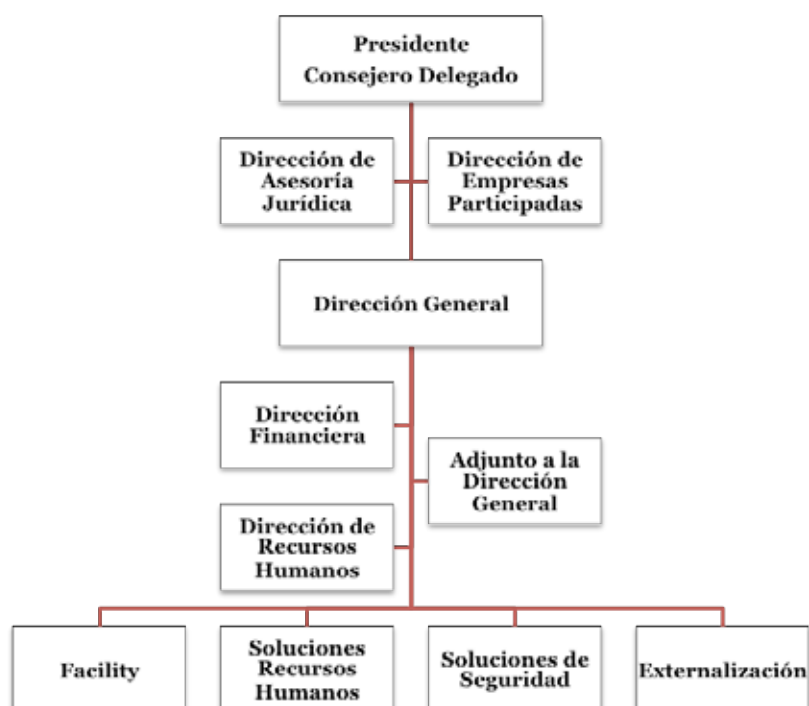 Presidente
Consejero Delegado
Dirección de
Asesoría
Jurídica
Dirección de
Empresas
Participadas
Dirección General
Dirección
Financiera
Adjunto a la
Dirección
General
Dirección de
Recursos
Humanos
Facility
Soluciones
Recursos
Humanos
Soluciones de
Seguridad
Externalización